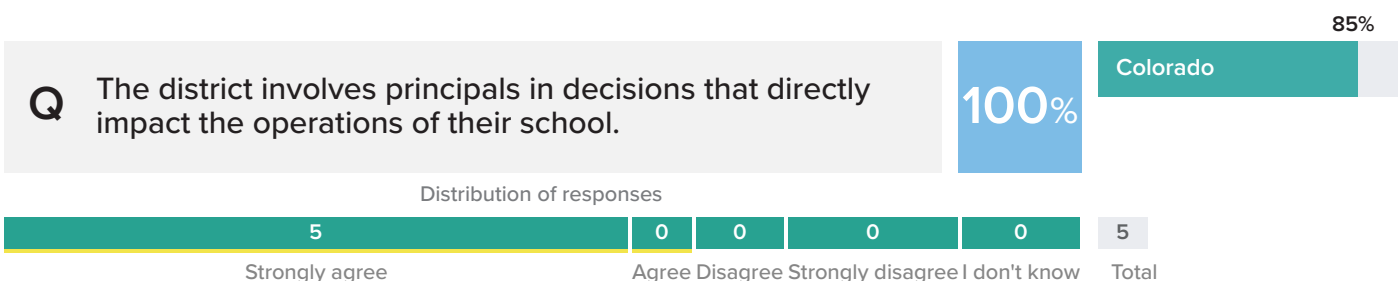 85%
Q The district involves principals in decisions that directly
impact the operations of their school.
100%
Colorado
Distribution of responses
5 0 0 0 0 5
Strongly agree Agree Disagree Strongly disagree I don't know Total